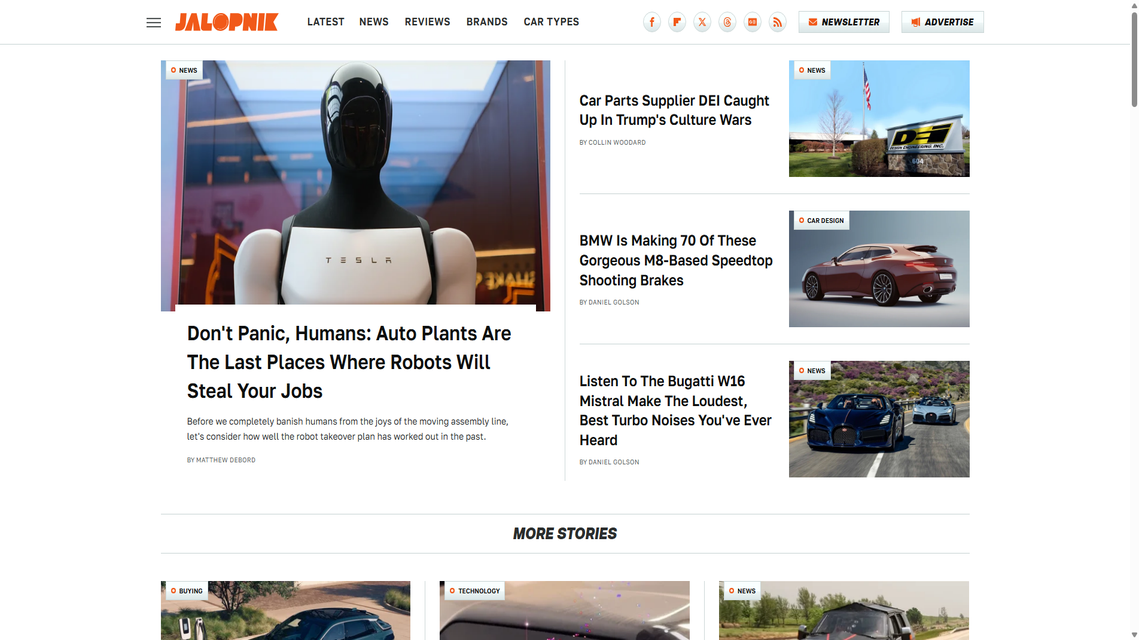 JALOPNIK
LATEST
NEWS
REVIEWS
BRANDS
CAR TYPES
NEWSLETTER
ADVERTISE
NEWS
TESLA
Don't Panic, Humans: Auto Plants Are
The Last Places Where Robots Will
Steal Your Jobs
Before we completely banish humans from the joys of the moving assembly line,
let's consider how well the robot takeover plan has worked out in the past.
BY MATTHEW DEBORD
Car Parts Supplier DEI Caught
Up In Trump's Culture Wars
BY COLLIN WOODARD
NEWS
DEI
DESIGN ENGINEERING INC.
604
BMW Is Making 70 Of These
Gorgeous M8-Based Speedtop
Shooting Brakes
BY DANIEL GOLSON
CAR DESIGN
Listen To The Bugatti W16
Mistral Make The Loudest,
Best Turbo Noises You've Ever
Heard
BY DANIEL GOLSON
NEWS
MORE STORIES
BUYING
TECHNOLOGY
NEWS